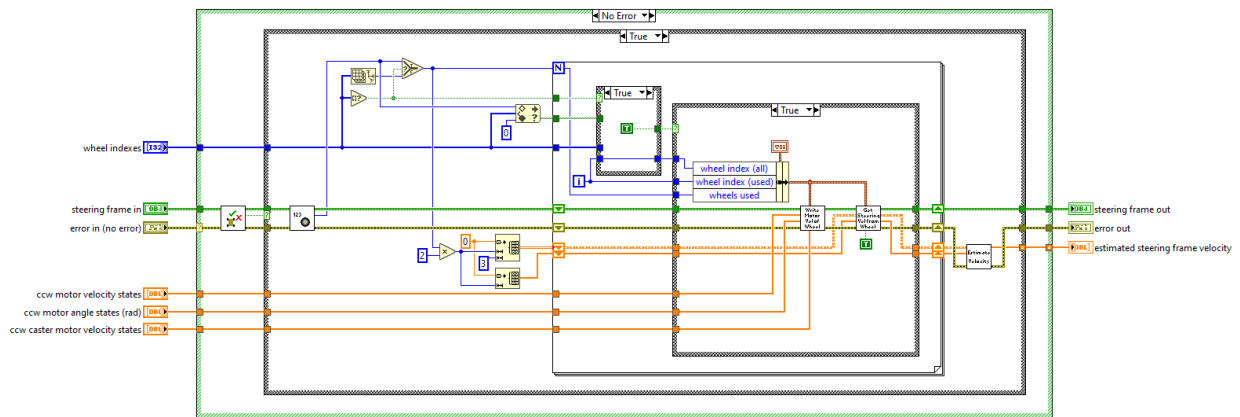 No Error
True
N
True
?
0
T
True
?
wheel indexes
I32
i
wheel index (all)
wheel index (used)
wheels used
steering frame in
OBJ
123
Write
Motor
Wheel
Get
Steering
Wheel
OBJ
steering frame out
error in (no error)
error out
0
2
3
T
Estimate
Velocity
DBL
estimated steering frame velocity
ccw motor velocity states
DBL
ccw motor angle states (rad)
DBL
ccw caster motor velocity states
DBL